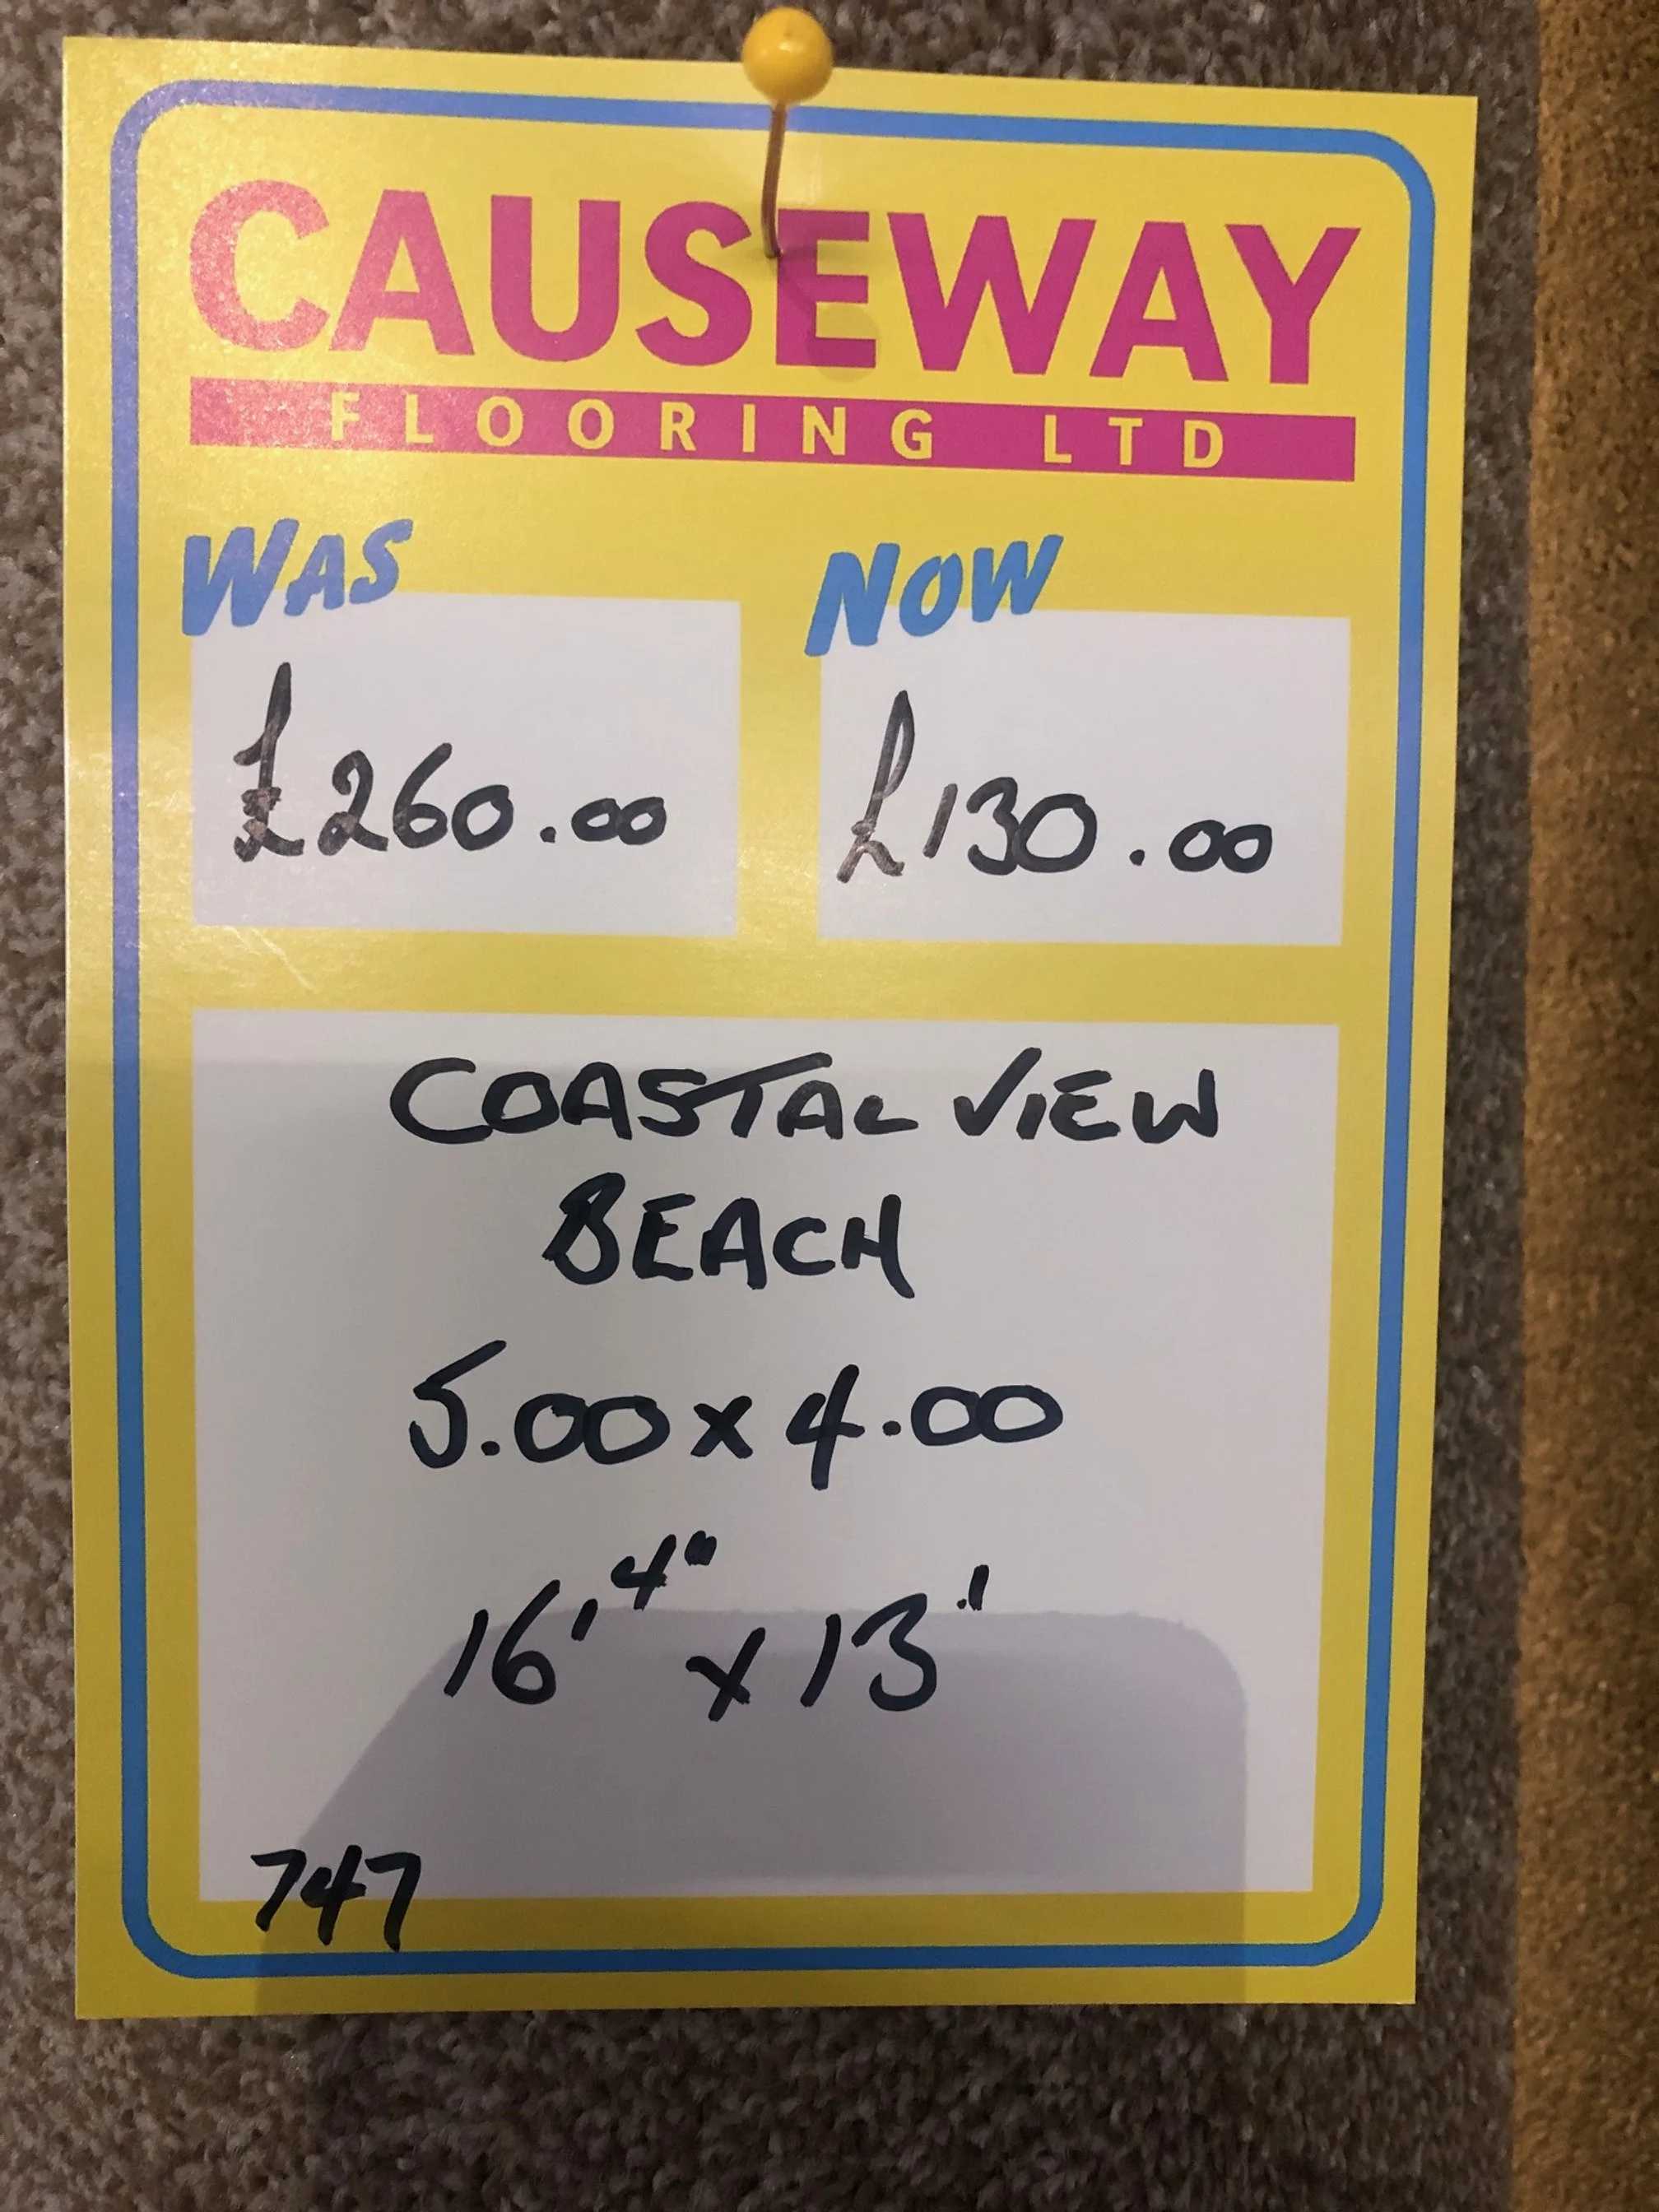 CAUSEWAY
FLOORING LTD
WAS NOW
£260.00 £130.00
COASTAL VIEW
BEACH
5.00 x 4.00
16' 4" x 13.'
747